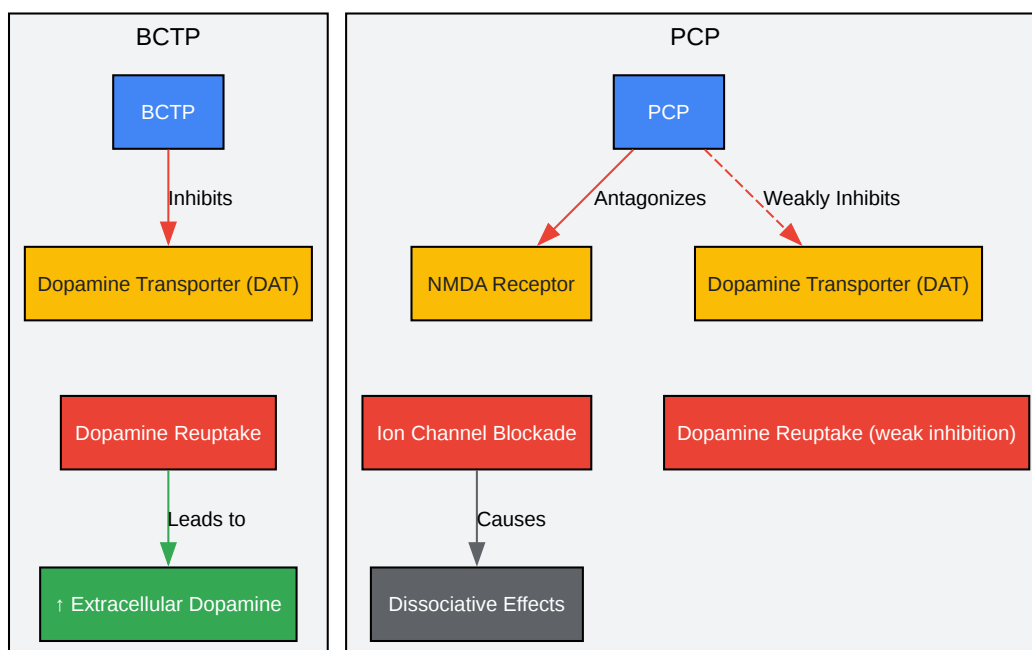 BCTP
BCTP
Inhibits
Dopamine Transporter (DAT)
Dopamine Reuptake
Leads to
↑ Extracellular Dopamine
PCP
PCP
Antagonizes
Weakly Inhibits
NMDA Receptor
Dopamine Transporter (DAT)
Ion Channel Blockade
Dopamine Reuptake (weak inhibition)
Causes
Dissociative Effects